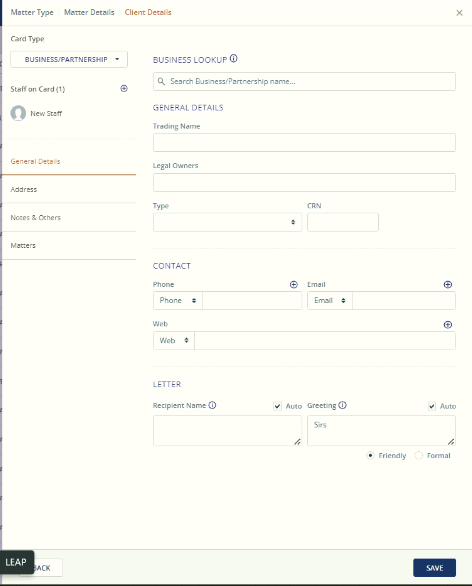 Matter Type Matter Details Client Details
Card Type
BUSINESS/PARTNERSHIP
Staff on Card (1)
New Staff
General Details
Address
Notes & Others
Matters
BUSINESS LOOKUP
Search Business/Partnership name...
GENERAL DETAILS
Trading Name
Legal Owners
Type CRN
CONTACT
Phone Email
Phone Email
Web
Web
LETTER
Recipient Name Auto Greeting Auto
Sirs
Friendly Formal
LEAP
BACK SAVE